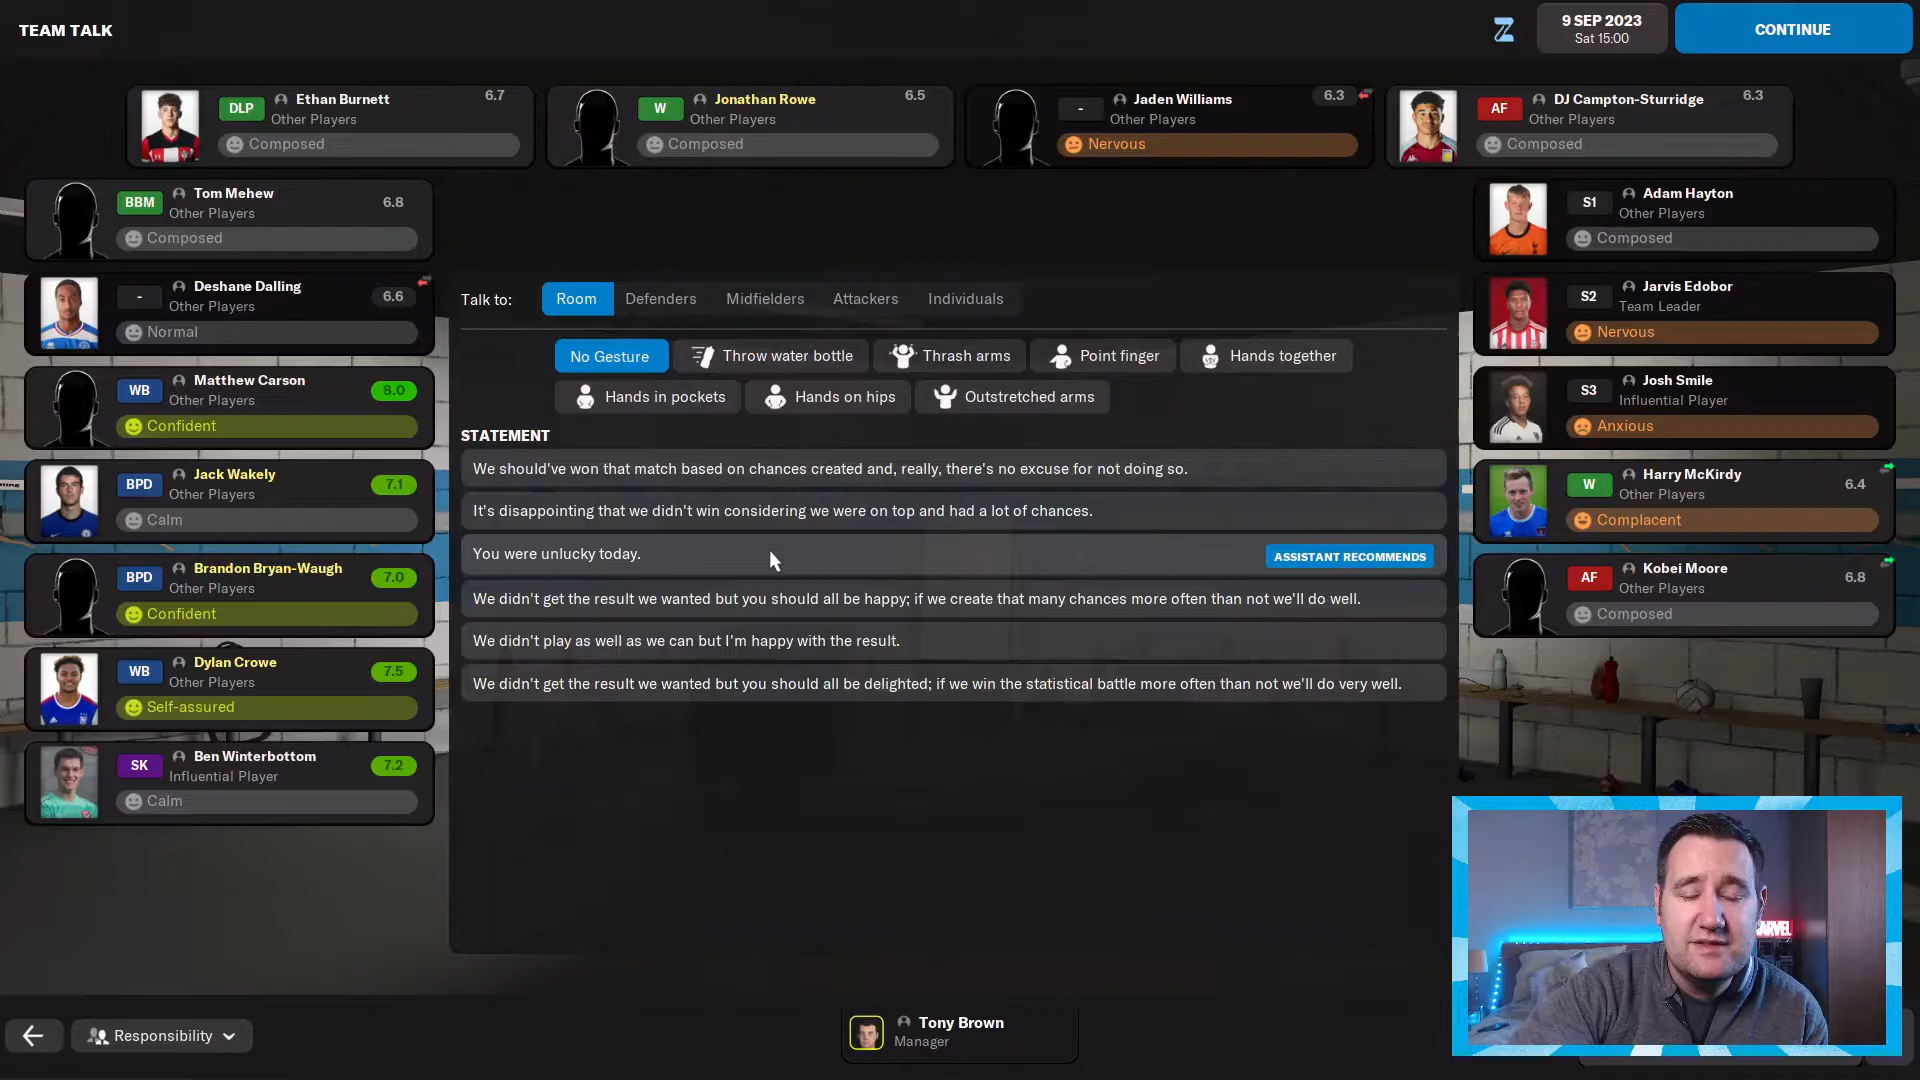 TEAM TALK
9 SEP 2023
Sat 15:00
CONTINUE
DLP
Ethan Burnett
6.7
Other Players
Composed
W
Jonathan Rowe
6.5
Other Players
Composed
-
Jaden Williams
6.3
Other Players
Nervous
AF
DJ Campton-Sturridge
6.3
Other Players
Composed
BBM
Tom Mehew
6.8
Other Players
Composed
-
Deshane Dalling
6.6
Other Players
Normal
WB
Matthew Carson
8.0
Other Players
Confident
BPD
Jack Wakely
7.1
Other Players
Calm
BPD
Brandon Bryan-Waugh
7.0
Other Players
Confident
WB
Dylan Crowe
7.5
Other Players
Self-assured
SK
Ben Winterbottom
7.2
Influential Player
Calm
Talk to:
Room
Defenders
Midfielders
Attackers
Individuals
No Gesture
Throw water bottle
Thrash arms
Point finger
Hands together
Hands in pockets
Hands on hips
Outstretched arms
STATEMENT
We should've won that match based on chances created and, really, there's no excuse for not doing so.
It's disappointing that we didn't win considering we were on top and had a lot of chances.
You were unlucky today.
ASSISTANT RECOMMENDS
We didn't get the result we wanted but you should all be happy; if we create that many chances more often than not we'll do well.
We didn't play as well as we can but I'm happy with the result.
We didn't get the result we wanted but you should all be delighted; if we win the statistical battle more often than not we'll do very well.
S1
Adam Hayton
Other Players
Composed
S2
Jarvis Edobor
Team Leader
Nervous
S3
Josh Smile
Influential Player
Anxious
W
Harry McKirdy
6.4
Other Players
Complacent
AF
Kobei Moore
6.8
Other Players
Composed
MARVEL
Responsibility
Tony Brown
Manager